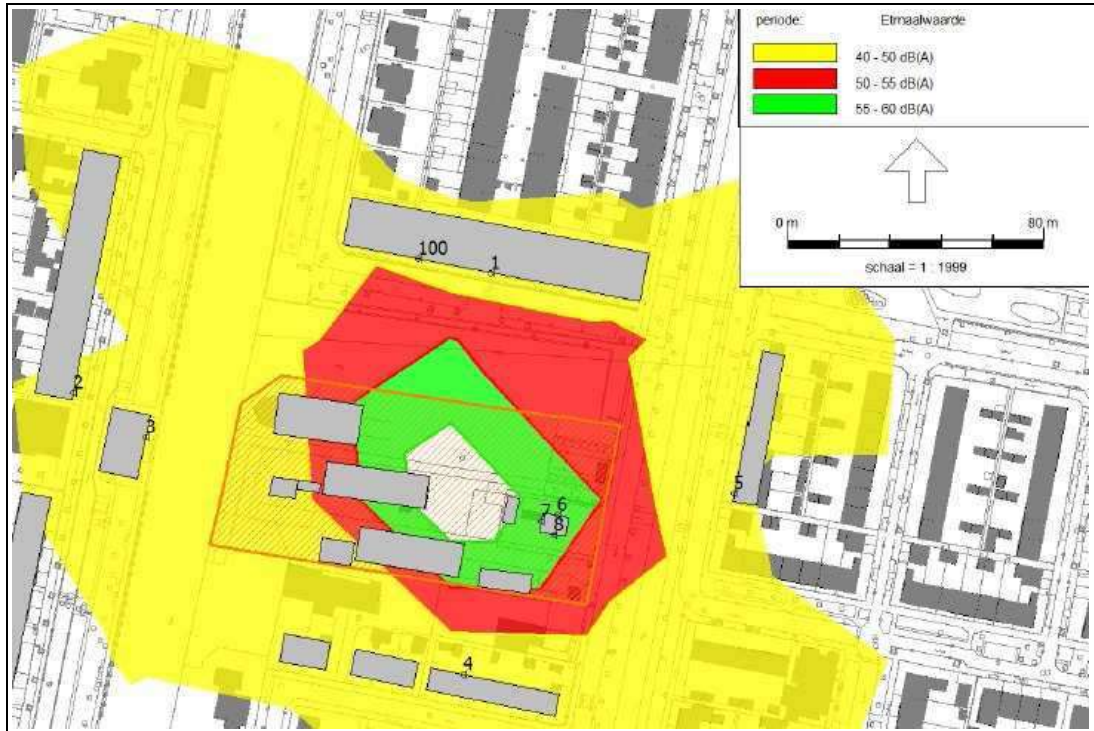 periode: Etmaalwaarde
40 - 50 dB(A)
50 - 55 dB(A)
55 - 60 dB(A)
0 m 80 m
schaal = 1 : 1999
100
1
2
3
5
6
7
8
4